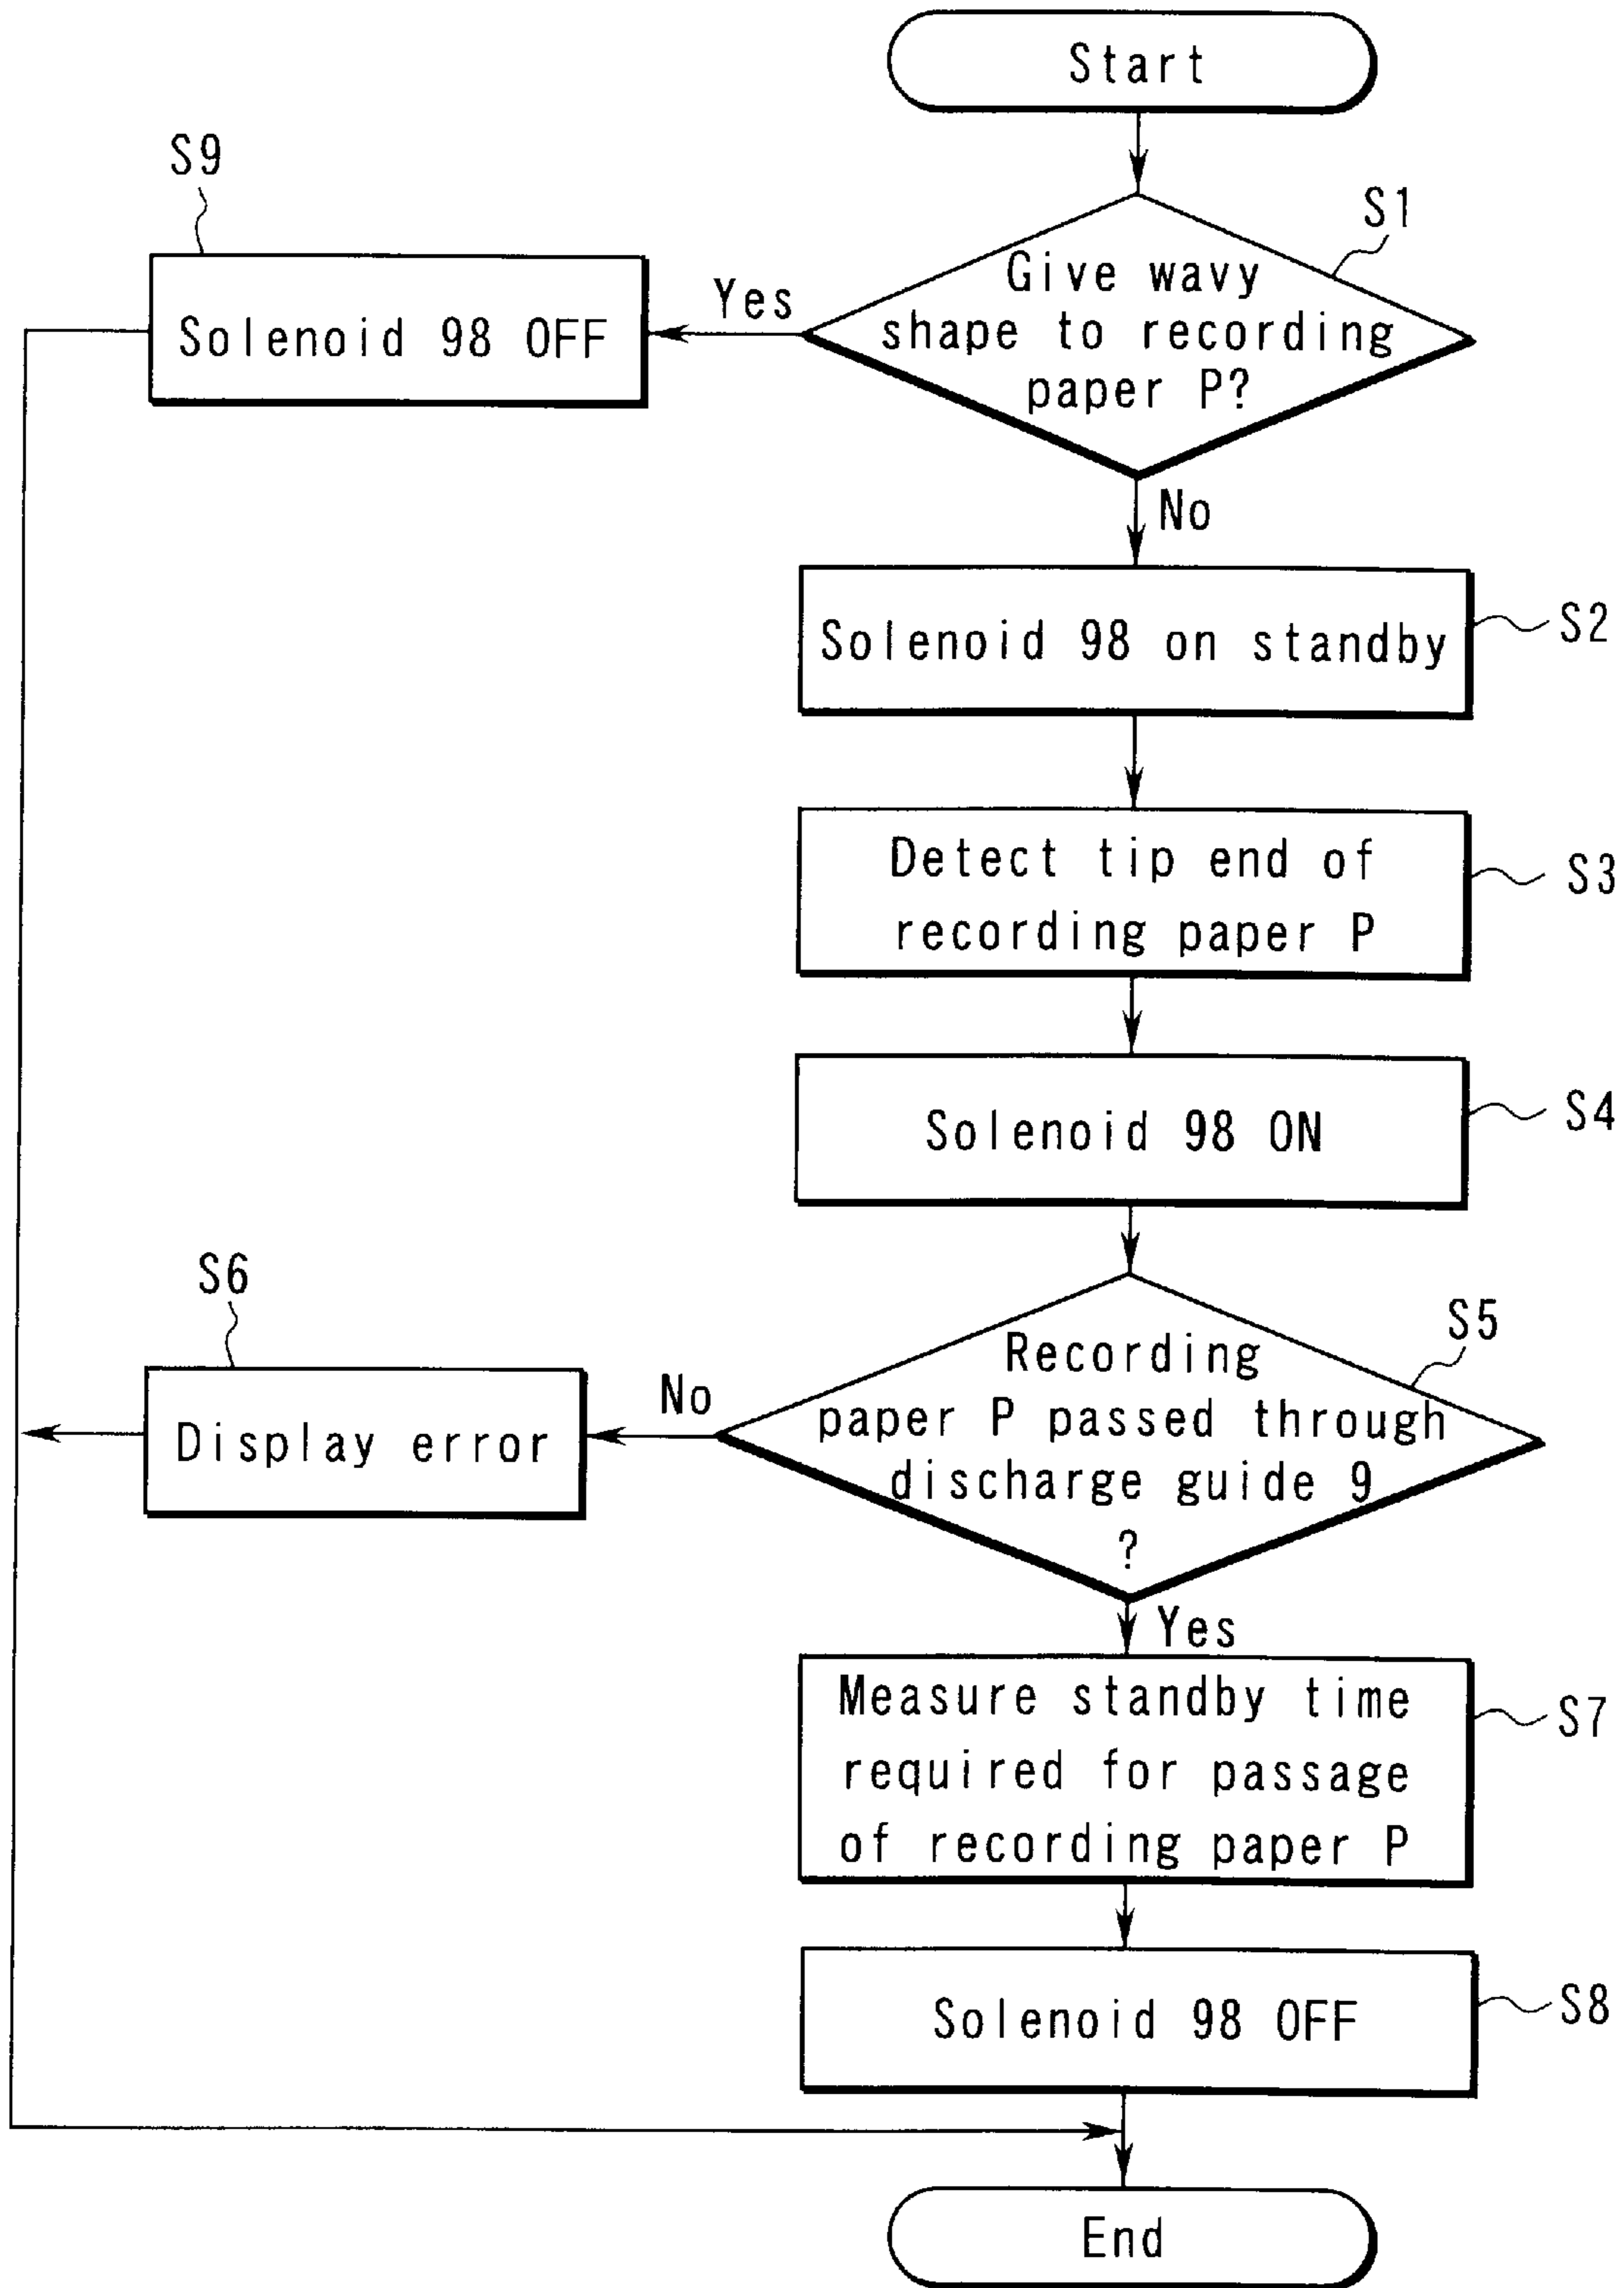 Start
S9
S1
Give wavy
shape to recording
paper P?
Yes
Solenoid 98 OFF
No
Solenoid 98 on standby
S2
Detect tip end of
recording paper P
S3
Solenoid 98 ON
S4
S6
S5
Recording
paper P passed through
discharge guide 9
?
No
Display error
Yes
Measure standby time
required for passage
of recording paper P
S7
Solenoid 98 OFF
S8
End